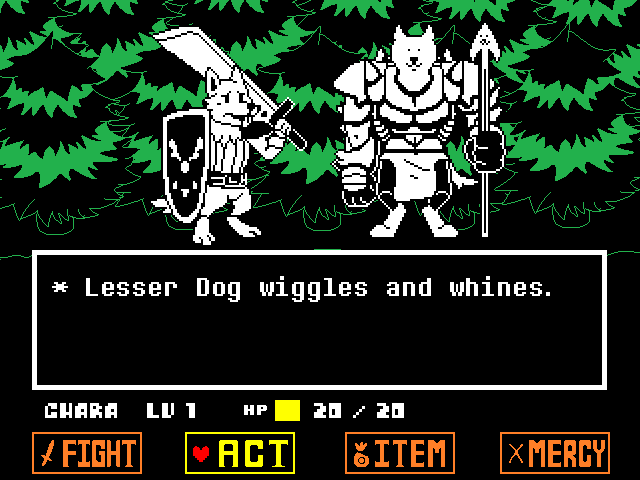 * Lesser Dog wiggles and whines.
CHARA LV 1 HP 20 / 20
FIGHT ACT ITEM MERCY